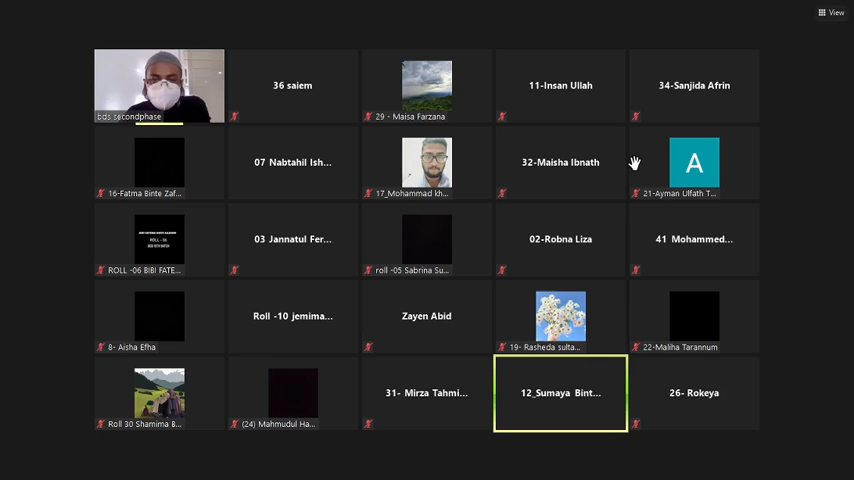 View
bds secondphase
36 saiem
29 - Maisa Farzana
11-Insan Ullah
34-Sanjida Afrin
16-Fatma Binte Zaf...
07 Nabtahil Ish...
17_Mohammad kh...
32-Maisha Ibnath
A
21-Ayman Ulfath T...
ROLL - 06
ROLL -06 BIBI FATE...
03 Jannatul Fer...
roll -05 Sabrina Su...
02-Robna Liza
41 Mohammed...
8- Aisha Efha
Roll -10 jemima...
Zayen Abid
19- Rasheda sulta...
22-Maliha Tarannum
Roll 30 Shamima B...
(24) Mahmudul Ha...
31- Mirza Tahmi...
12_Sumaya Bint...
26- Rokeya